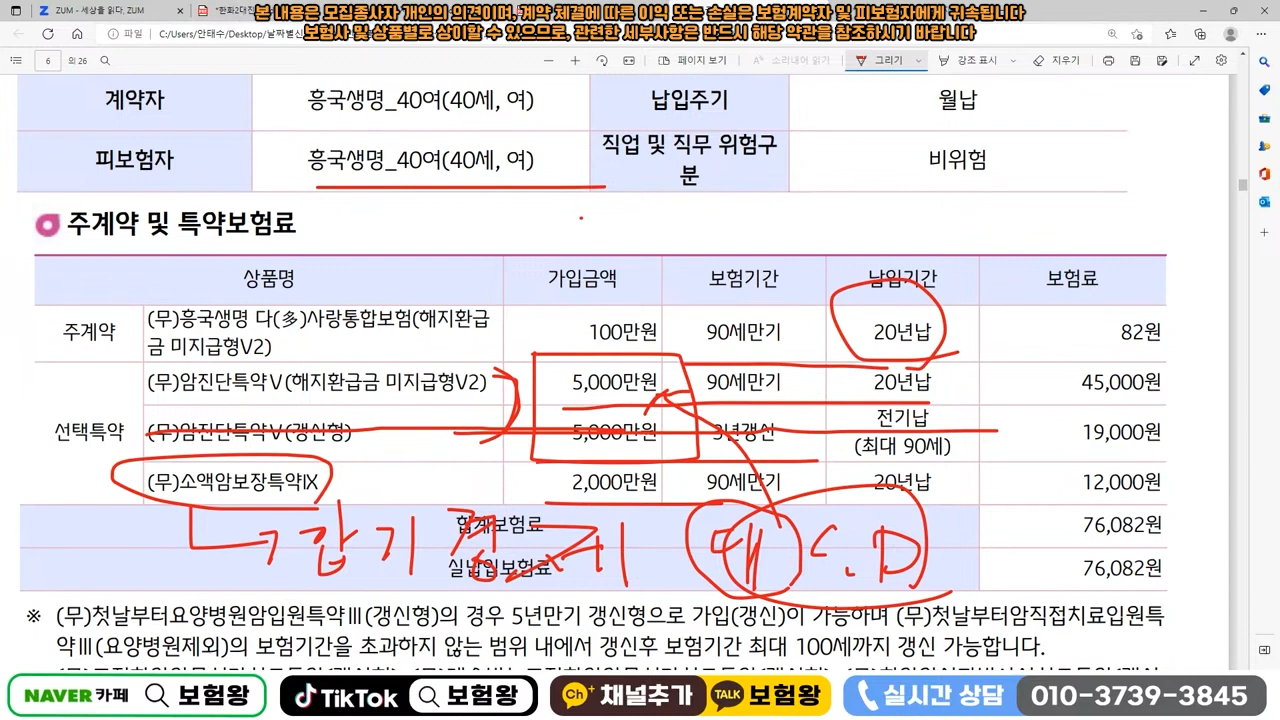 ZUM - 세상을 읽다, ZUM
"한화2대진
본 내용은 모집종사자 개인의 의견이며, 계약 체결에 따른 이익 또는 손실은 보험계약자 및 피보험자에게 귀속됩니다
파일 C:/Users/안태수/Desktop/날짜별신
보험사 및 상품별로 상이할 수 있으므로, 관련한 세부사항은 반드시 해당 약관을 참조하시기 바랍니다
6 의 26 페이지 보기 소리내어 읽기 그리기 강조 표시 지우기
계약자 흥국생명_40여(40세, 여) 납입주기 월납
피보험자 흥국생명_40여(40세, 여) 직업 및 직무 위험구분 비위험
주계약 및 특약보험료
상품명 가입금액 보험기간 납입기간 보험료
주계약 (무)흥국생명 다(多)사랑통합보험(해지환급금 미지급형V2) 100만원 90세만기 20년납 82원
(무)암진단특약Ⅴ(해지환급금 미지급형V2) 5,000만원 90세만기 20년납 45,000원
선택특약 (무)암진단특약Ⅴ(갱신형) 5,000만원 3년갱신 전기납 (최대 90세) 19,000원
(무)소액암보장특약Ⅸ 2,000만원 90세만기 20년납 12,000원
합계보험료 76,082원
실납입보험료 76,082원
갑 기 경 제
C.D
※ (무)첫날부터요양병원암입원특약Ⅲ(갱신형)의 경우 5년만기 갱신형으로 가입(갱신)이 가능하며 (무)첫날부터암직접치료입원특
약Ⅲ(요양병원제외)의 보험기간을 초과하지 않는 범위 내에서 갱신후 보험기간 최대 100세까지 갱신 가능합니다.
NAVER 카페 보험왕 TikTok 보험왕 Ch+ 채널추가 TALK 보험왕 실시간 상담 010-3739-3845